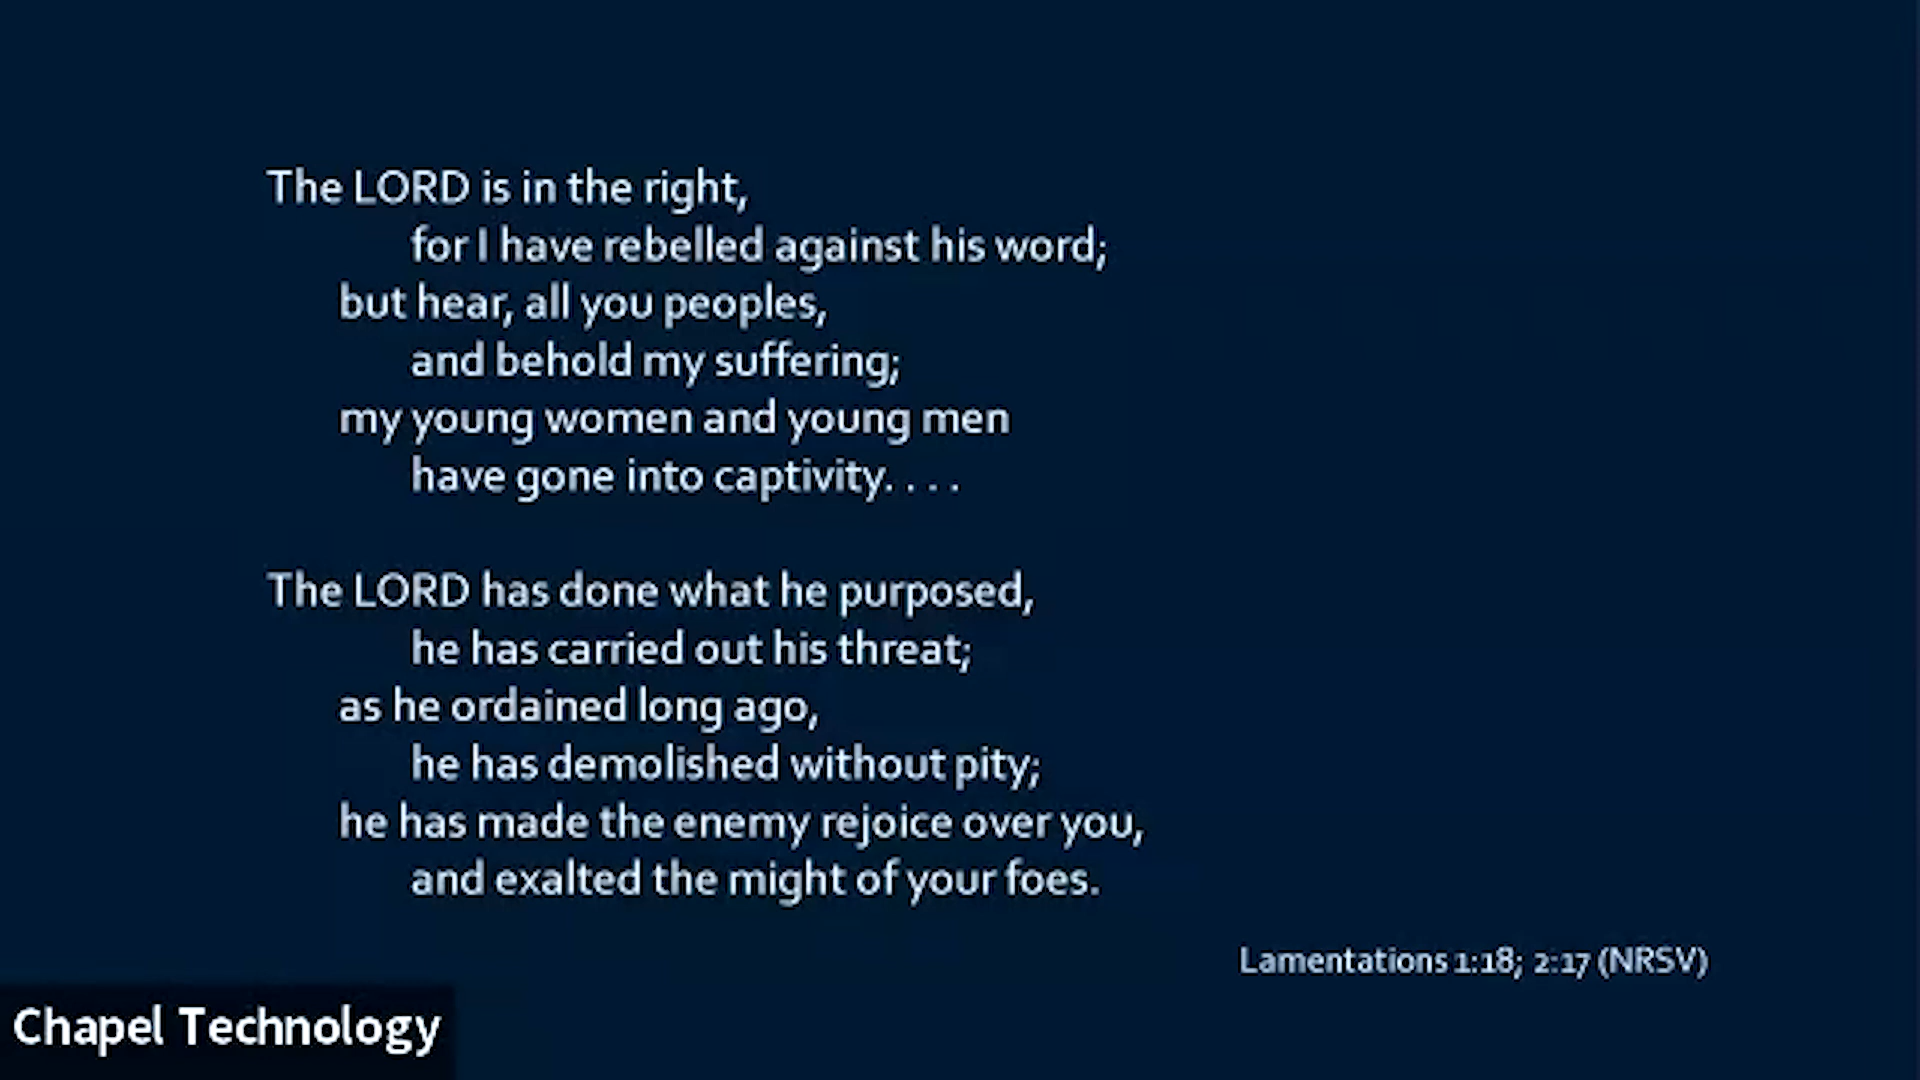 The LORD is in the right,
for I have rebelled against his word;
but hear, all you peoples,
and behold my suffering;
my young women and young men
have gone into captivity. . . .
The LORD has done what he purposed,
he has carried out his threat;
as he ordained long ago,
he has demolished without pity;
he has made the enemy rejoice over you,
and exalted the might of your foes.
Lamentations 1:18; 2:17 (NRSV)
Chapel Technology